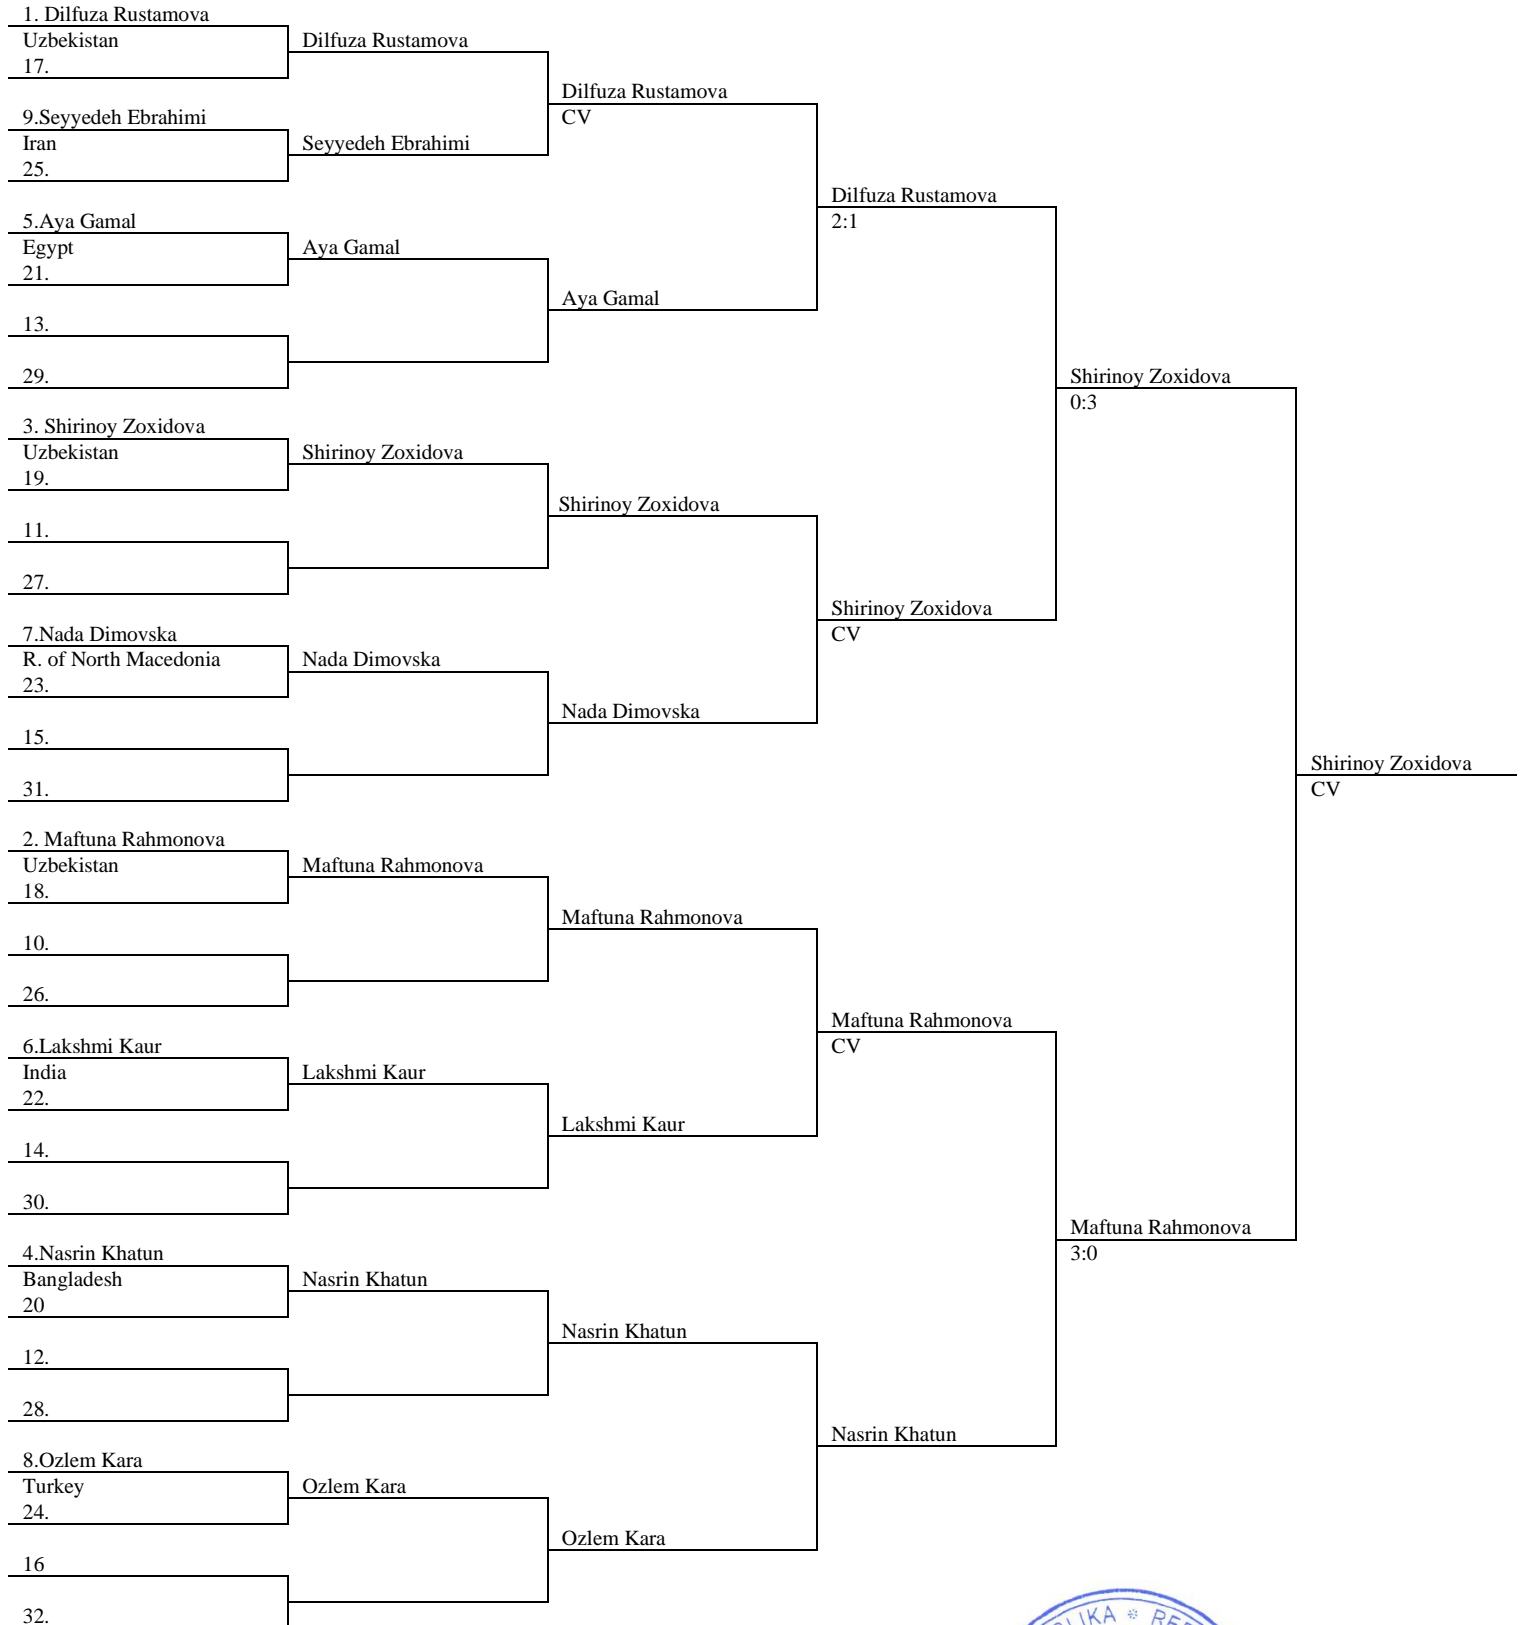 1. Dilfuza Rustamova
Uzbekistan
17.
9.Seyyedeh Ebrahimi
Iran
25.
5.Aya Gamal
Egypt
21.
13.
29.
3. Shirinoy Zoxidova
Uzbekistan
19.
11.
27.
7.Nada Dimovska
R. of North Macedonia
23.
15.
31.
2. Maftuna Rahmonova
Uzbekistan
18.
10.
26.
6.Lakshmi Kaur
India
22.
14.
30.
4.Nasrin Khatun
Bangladesh
20
12.
28.
8.Ozlem Kara
Turkey
24.
16
32.
Dilfuza Rustamova
Seyyedeh Ebrahimi
Aya Gamal
Shirinoy Zoxidova
Nada Dimovska
Maftuna Rahmonova
Lakshmi Kaur
Nasrin Khatun
Ozlem Kara
Dilfuza Rustamova
CV
Aya Gamal
Shirinoy Zoxidova
Nada Dimovska
Maftuna Rahmonova
Lakshmi Kaur
Nasrin Khatun
Ozlem Kara
Dilfuza Rustamova
2:1
Shirinoy Zoxidova
CV
Maftuna Rahmonova
CV
Nasrin Khatun
Shirinoy Zoxidova
0:3
Maftuna Rahmonova
3:0
Shirinoy Zoxidova
CV